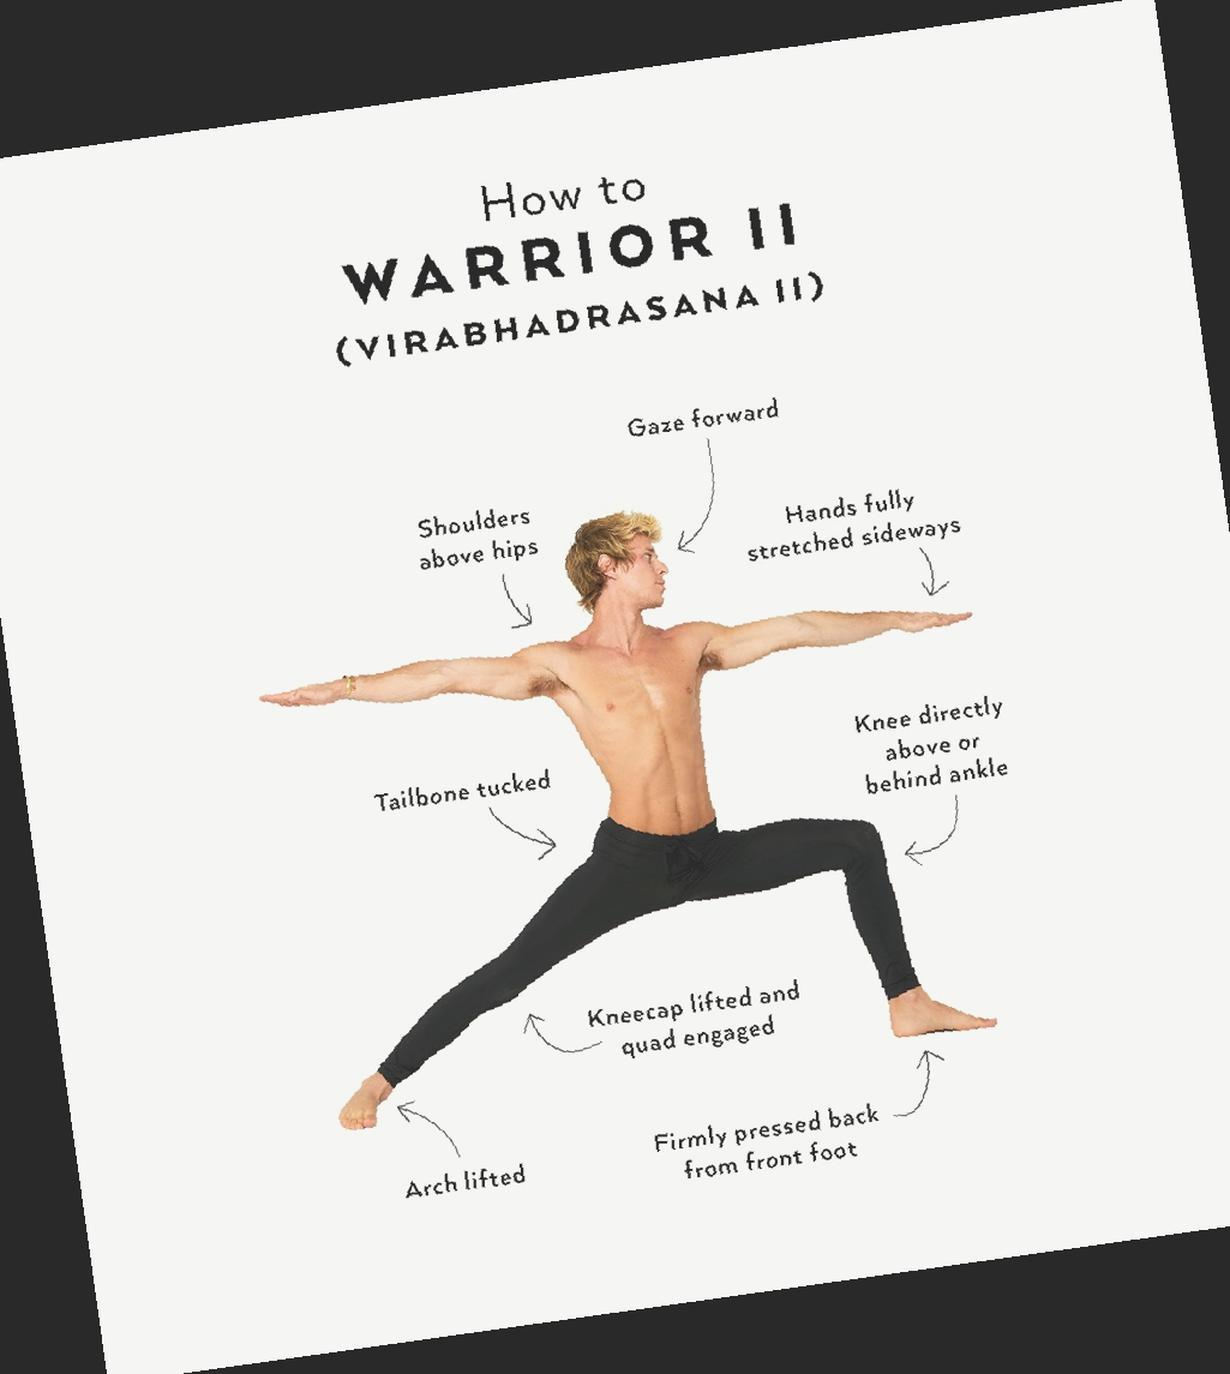 How to
WARRIOR II
(VIRABHADRASANA II)
Gaze forward
Shoulders
above hips
Hands fully
stretched sideways
Knee directly
above or
behind ankle
Tailbone tucked
Kneecap lifted and
quad engaged
Firmly pressed back
from front foot
Arch lifted